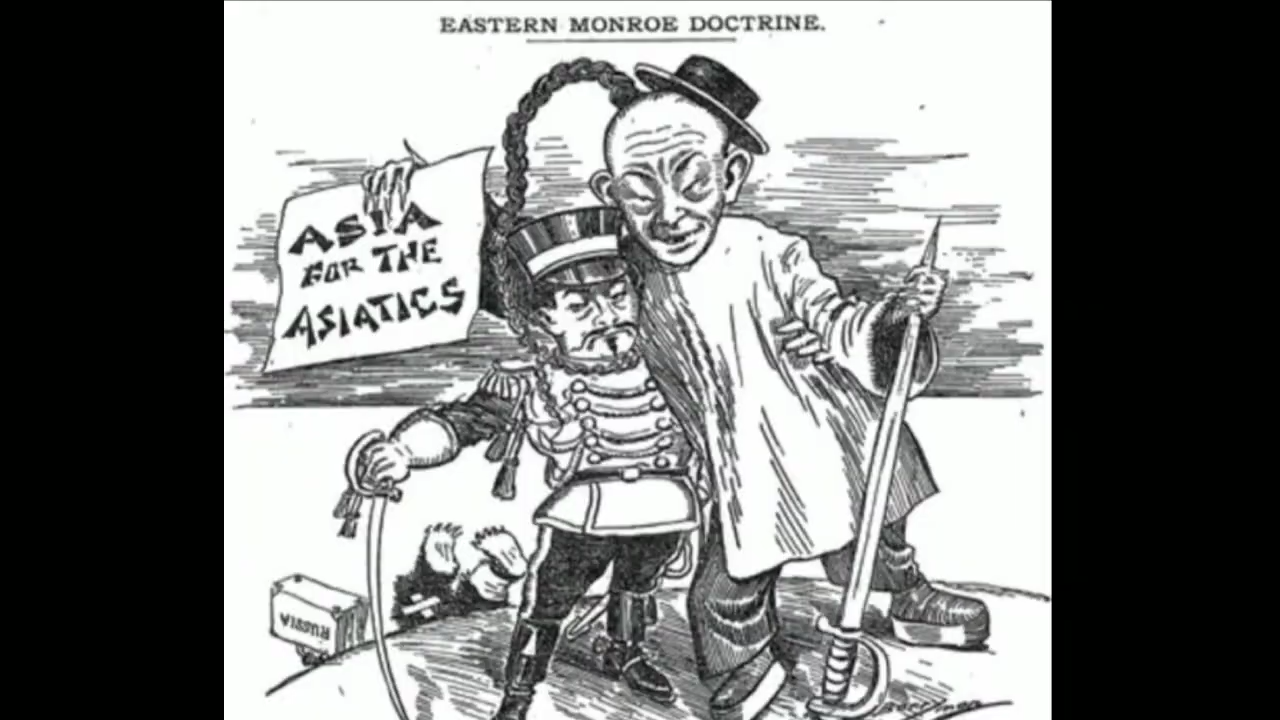 EASTERN MONROE DOCTRINE.
ASIA
FOR THE
ASIATICS
RUSSIA